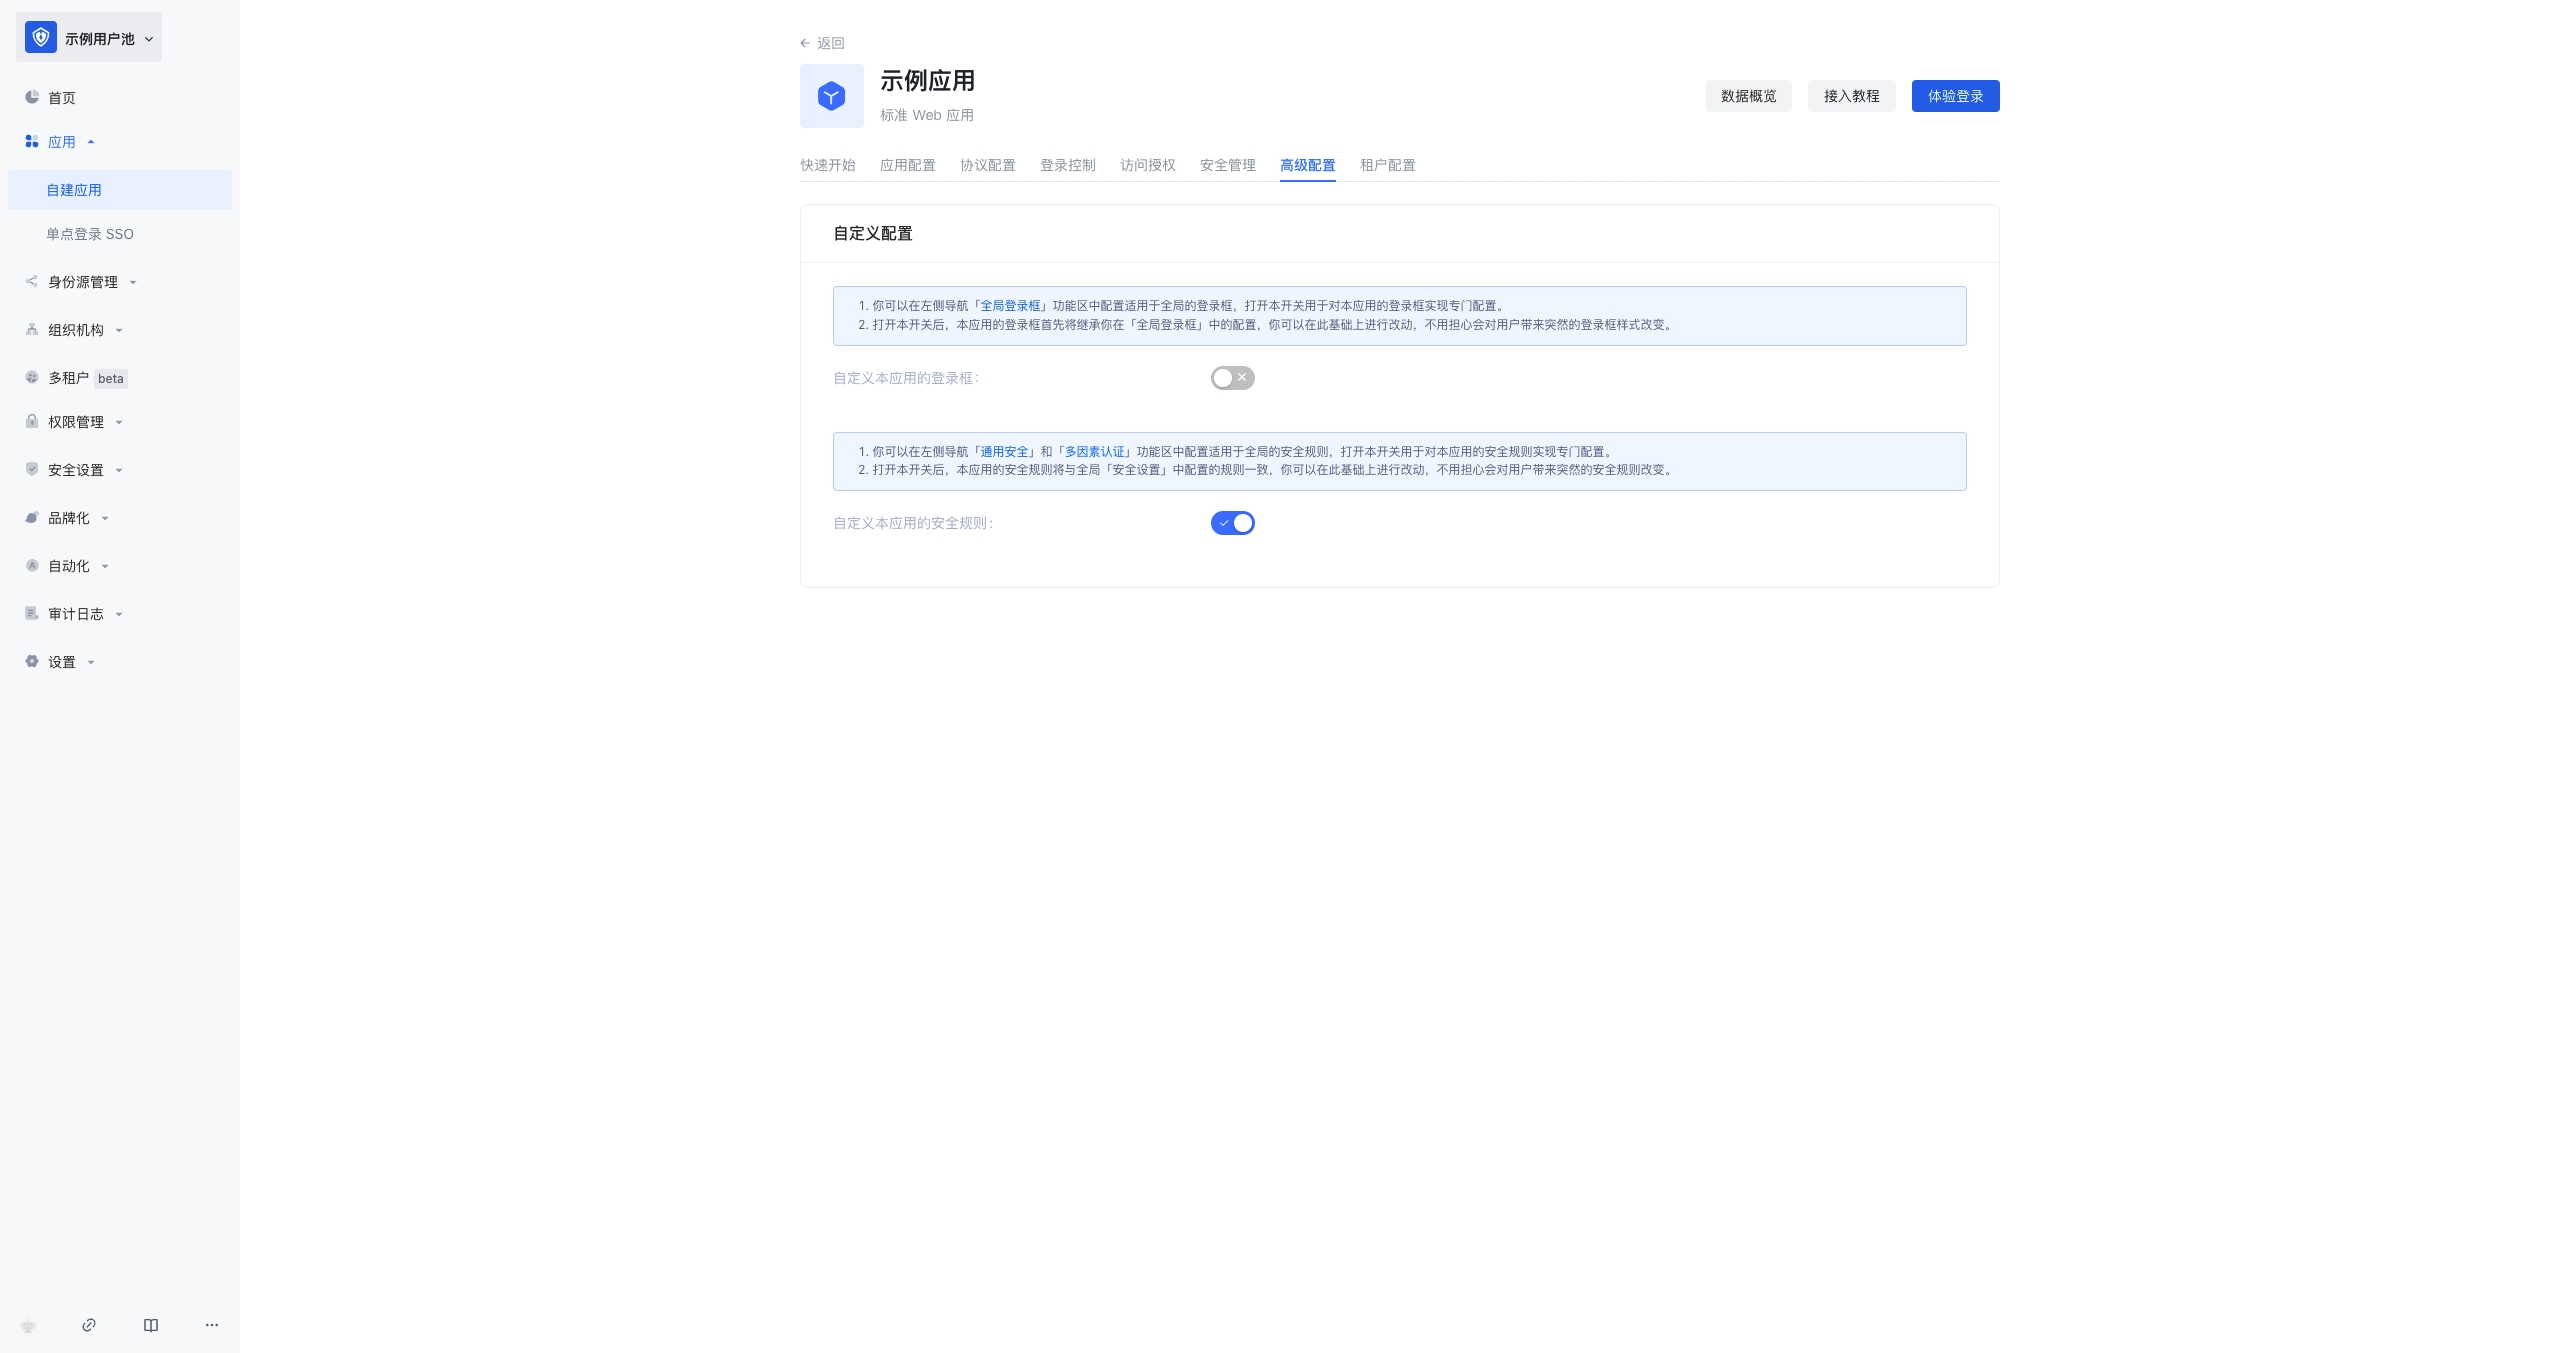 示例用户池
首页
应用
自建应用
单点登录 SSO
身份源管理
组织机构
多租户 beta
权限管理
安全设置
品牌化
自动化
审计日志
设置
返回
示例应用
标准 Web 应用
数据概览
接入教程
体验登录
快速开始 应用配置 协议配置 登录控制 访问授权 安全管理 高级配置 租户配置
自定义配置
1. 你可以在左侧导航「全局登录框」功能区中配置适用于全局的登录框，打开本开关用于对本应用的登录框实现专门配置。
2. 打开本开关后，本应用的登录框首先将继承你在「全局登录框」中的配置，你可以在此基础上进行改动，不用担心会对用户带来突然的登录框样式改变。
自定义本应用的登录框：
1. 你可以在左侧导航「通用安全」和「多因素认证」功能区中配置适用于全局的安全规则，打开本开关用于对本应用的安全规则实现专门配置。
2. 打开本开关后，本应用的安全规则将与全局「安全设置」中配置的规则一致，你可以在此基础上进行改动，不用担心会对用户带来突然的安全规则改变。
自定义本应用的安全规则：